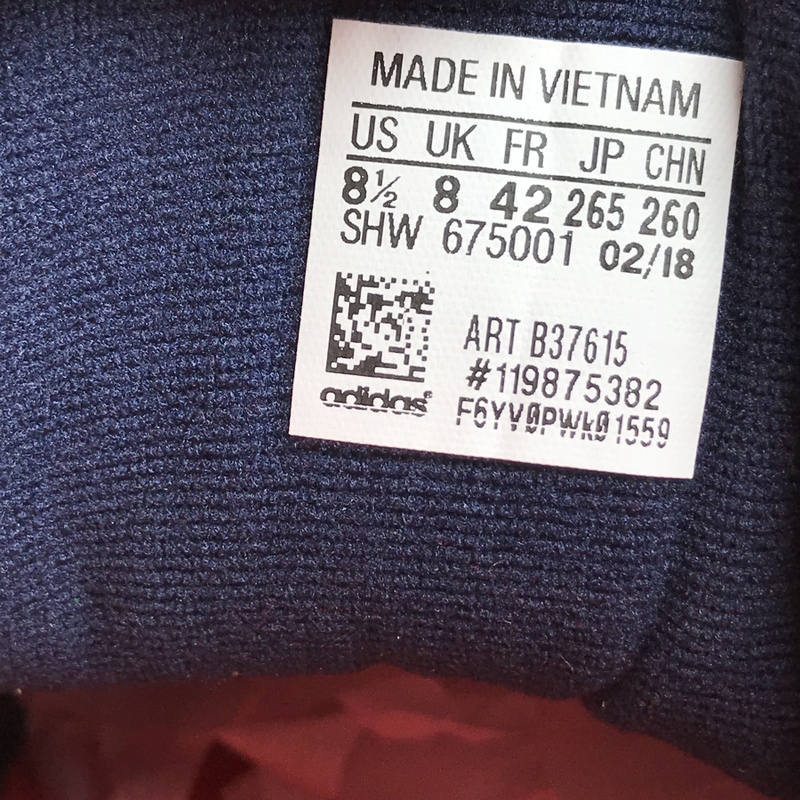 MADE IN VIETNAM
US UK FR JP CHN
8½ 8 42 265 260
SHW 675001 02/18
ART B37615
#119875382
adidas®
F6YVØPWkØ1559